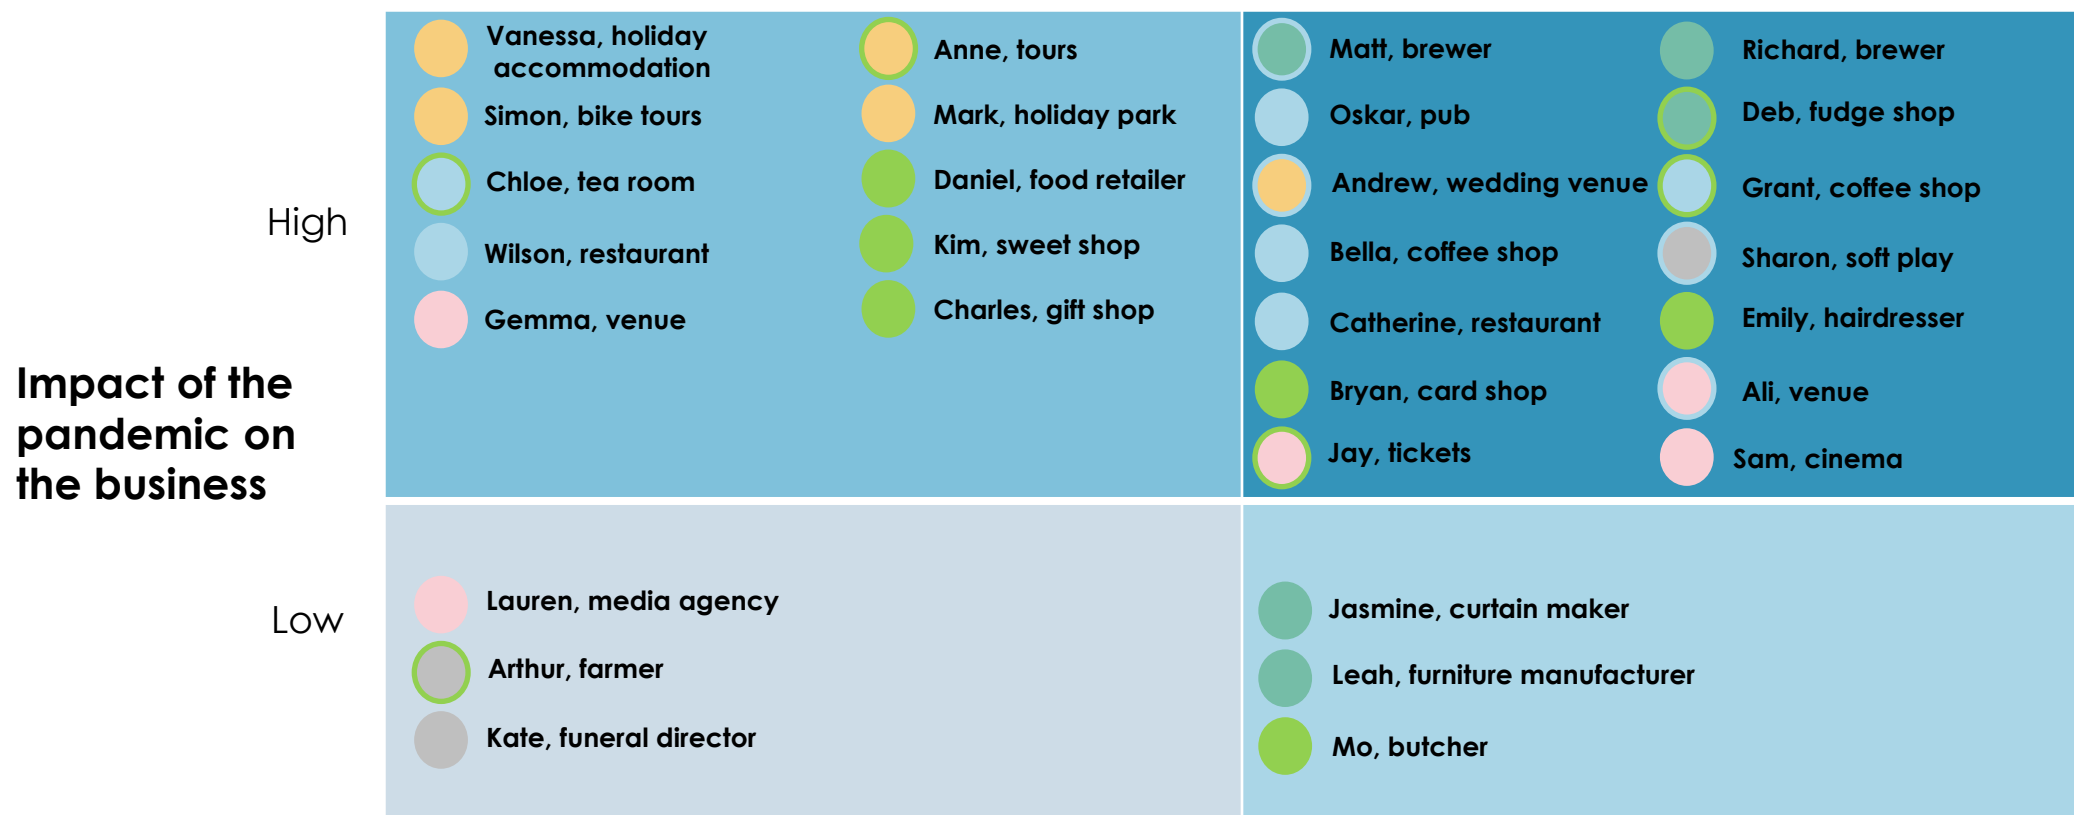 Impact of the
pandemic on
the business
High
Low
Vanessa, holiday
accommodation
Simon, bike tours
Chloe, tea room
Wilson, restaurant
Gemma, venue
Anne, tours
Mark, holiday park
Daniel, food retailer
Kim, sweet shop
Charles, gift shop
Matt, brewer
Oskar, pub
Andrew, wedding venue
Bella, coffee shop
Catherine, restaurant
Bryan, card shop
Jay, tickets
Richard, brewer
Deb, fudge shop
Grant, coffee shop
Sharon, soft play
Emily, hairdresser
Ali, venue
Sam, cinema
Lauren, media agency
Arthur, farmer
Kate, funeral director
Jasmine, curtain maker
Leah, furniture manufacturer
Mo, butcher